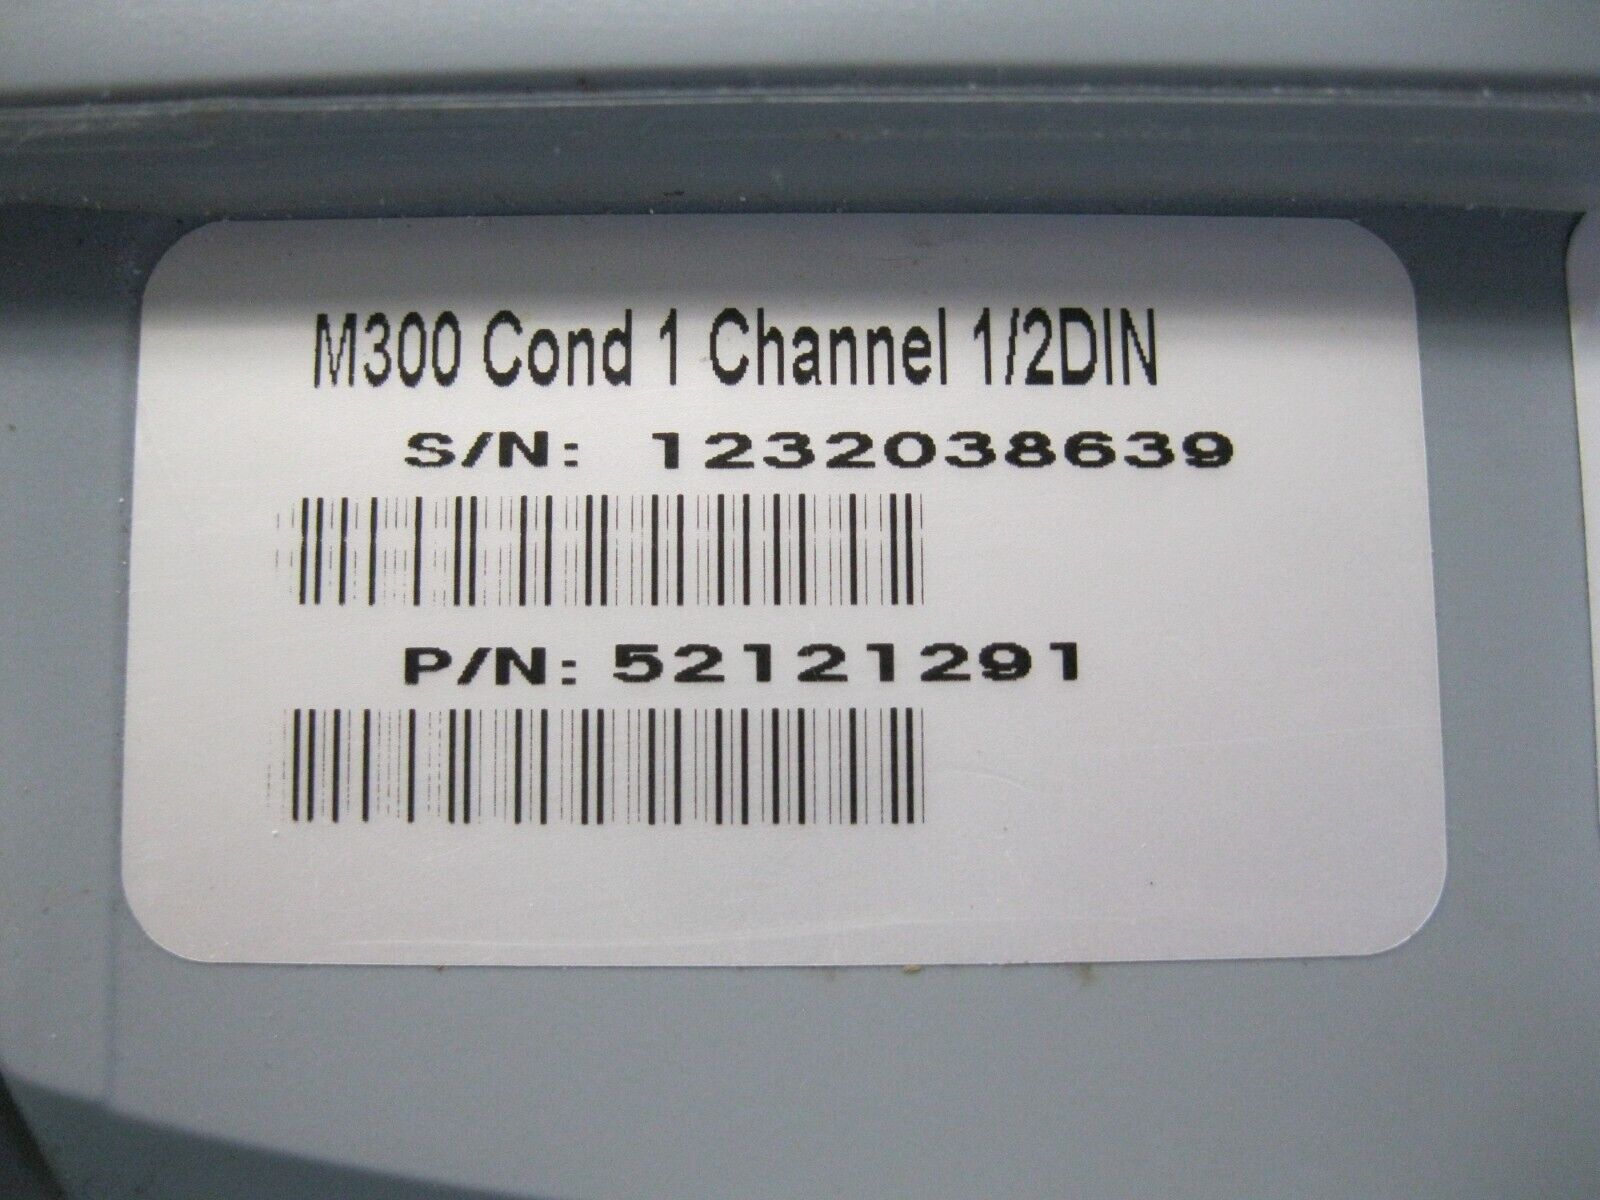 M300 Cond 1 Channel 1/2DIN
S/N: 1232038639
P/N: 52121291